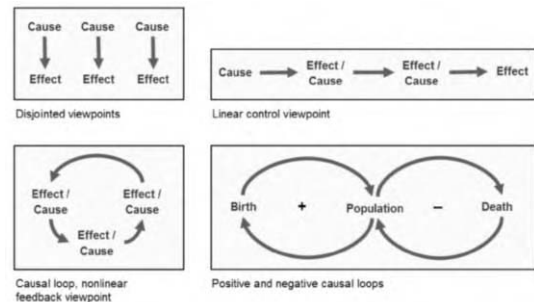 Cause Cause Cause
Effect Effect Effect
Disjointed viewpoints
Cause Effect / Cause Effect / Cause Effect
Linear control viewpoint
Effect / Cause
Effect / Cause
Effect / Cause
Causal loop, nonlinear
feedback viewpoint
Birth + Population – Death
Positive and negative causal loops